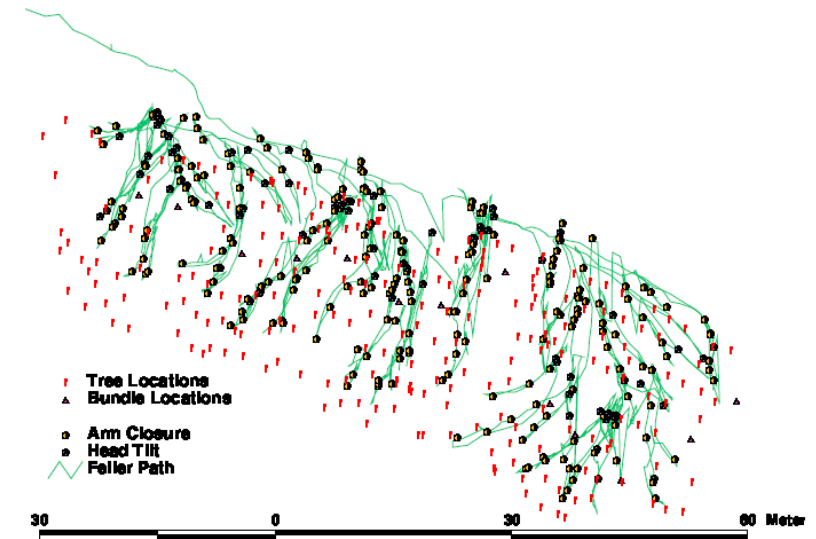 Tree Locations
Bundle Locations
Arm Closure
Head Tilt
Feller Path
30 0 30 60 Meter